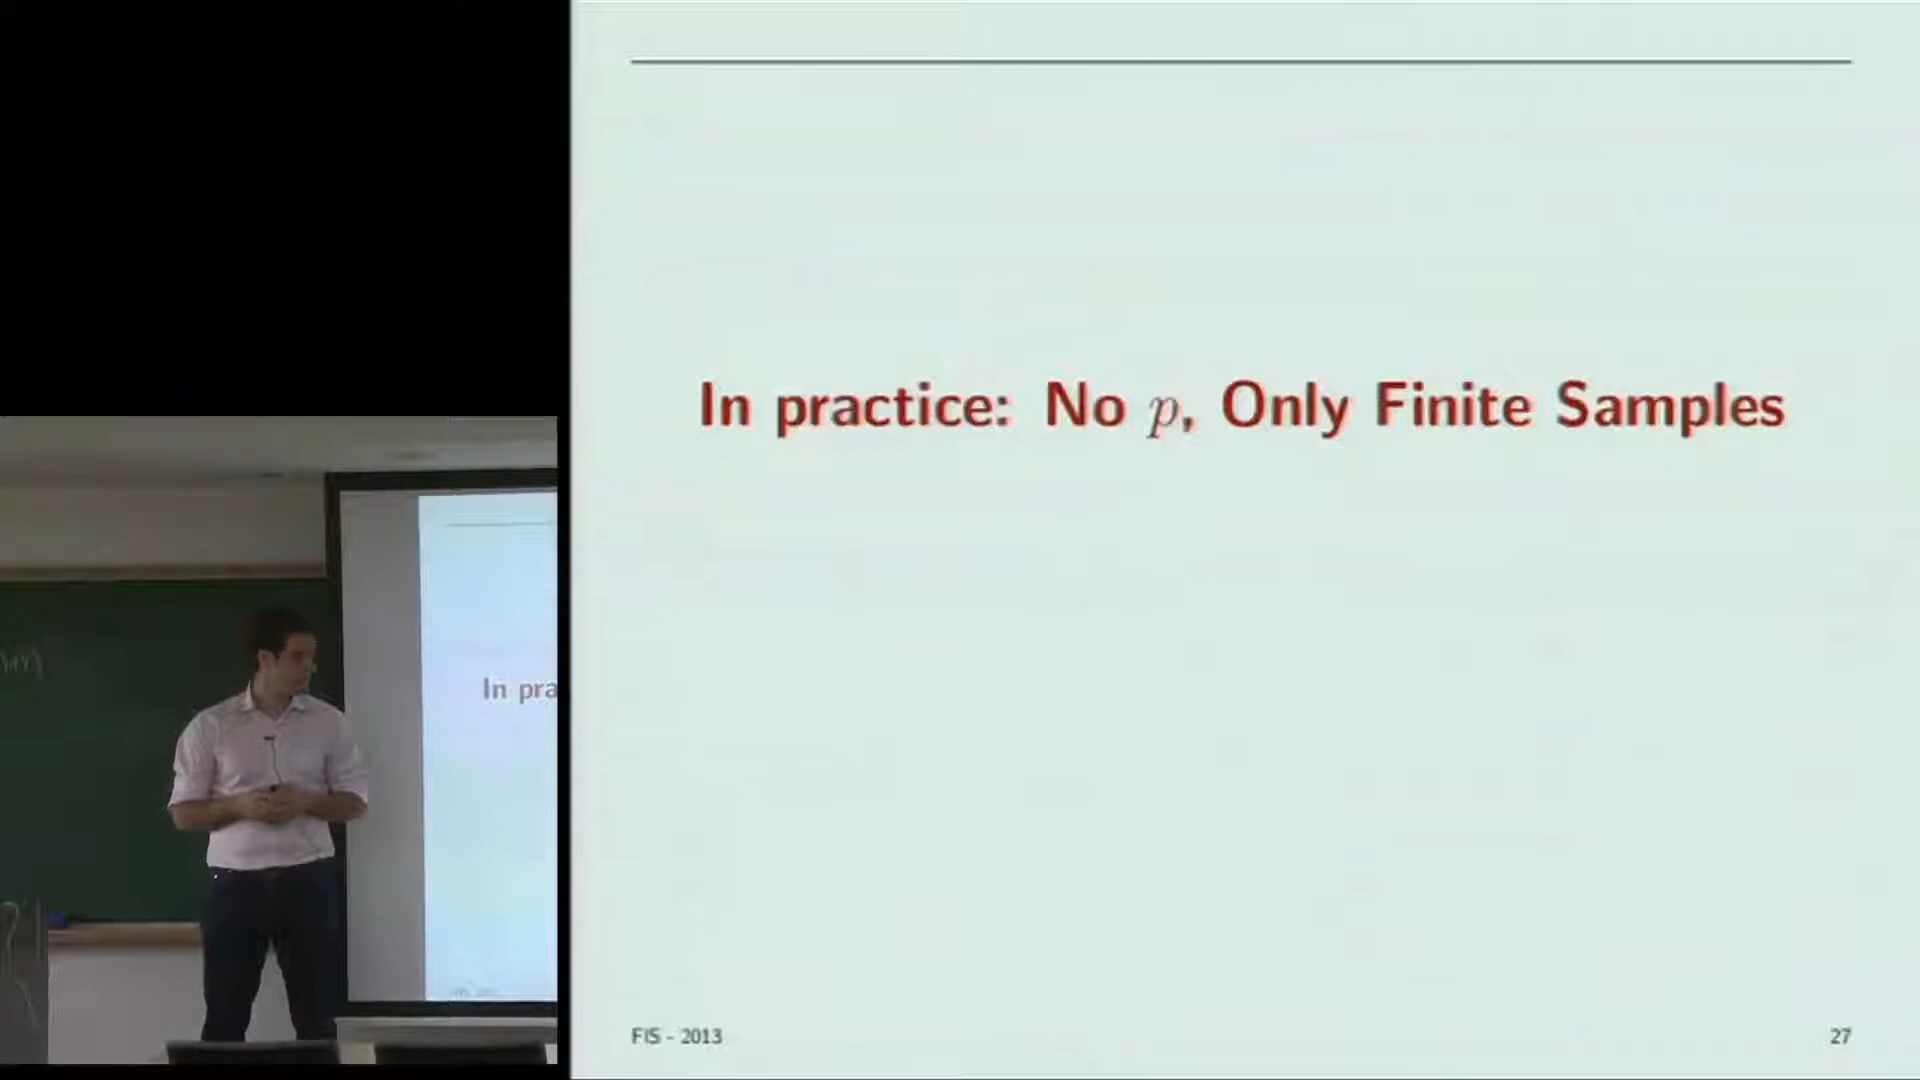 In practice: No p, Only Finite Samples
In pra
FIS - 2013
27